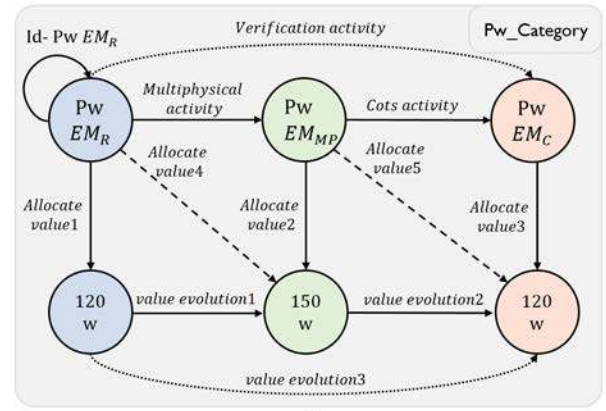 Verification activity
Pw_Category
Id- Pw EM_R
Pw
EM_R
Multiphysical
activity
Pw
EM_MP
Cots activity
Pw
EM_C
Allocate
value4
Allocate
value5
Allocate
value1
Allocate
value2
Allocate
value3
120
w
value evolution1
150
w
value evolution2
120
w
value evolution3